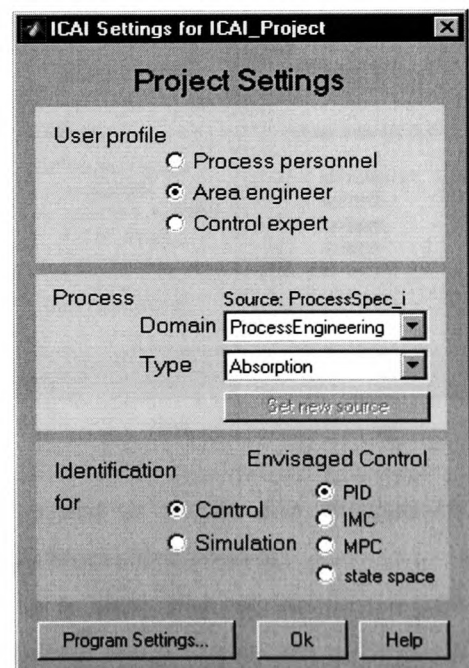 ICAI Settings for ICAI_Project
Project Settings
User profile
Process personnel
Area engineer
Control expert
Process
Source: ProcessSpec_i
Domain
ProcessEngineering
Type
Absorption
Set new source
Identification
for
Control
Simulation
Envisaged Control
PID
IMC
MPC
state space
Program Settings...
Ok
Help